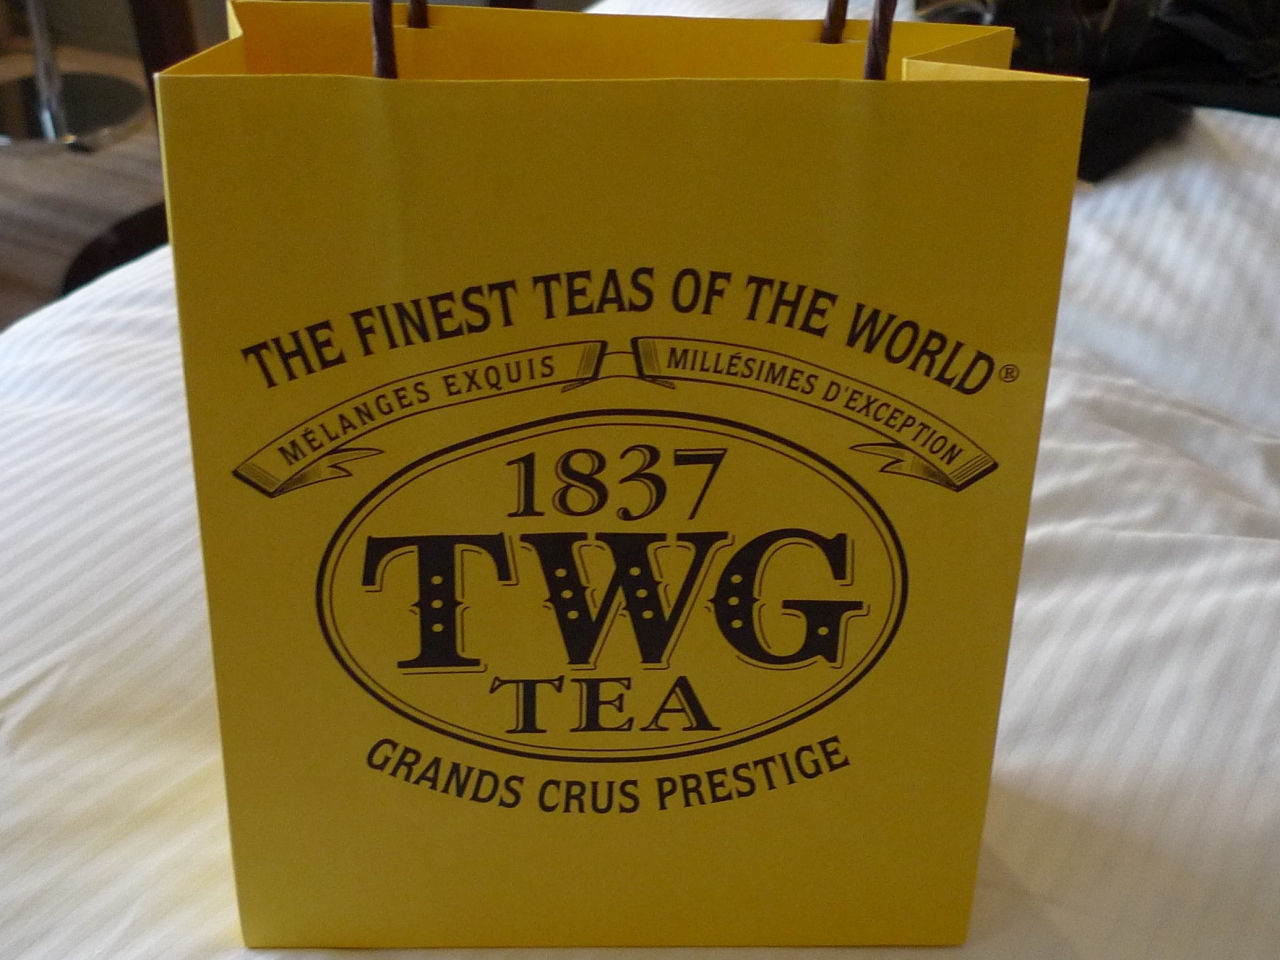 THE FINEST TEAS OF THE WORLD®
MÉLANGES EXQUIS MILLÉSIMES D'EXCEPTION
1837
TWG
TEA
GRANDS CRUS PRESTIGE